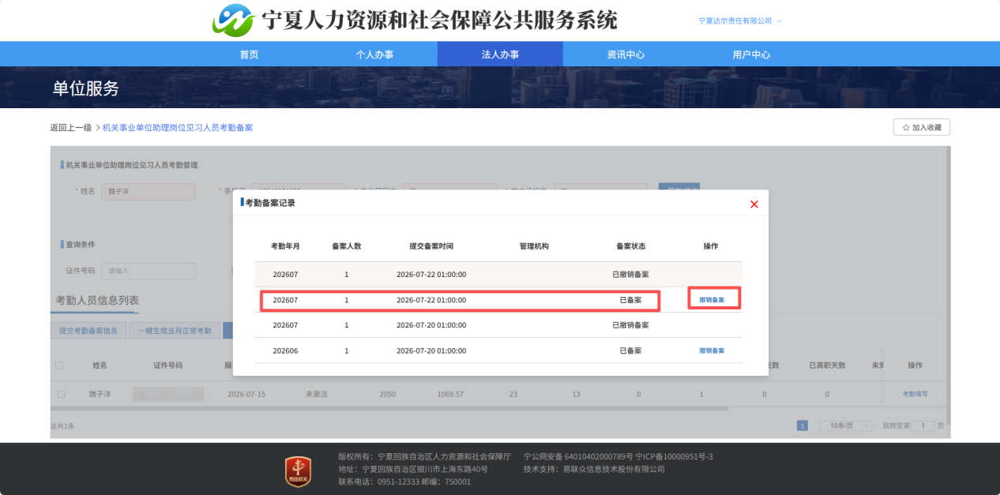 宁夏人力资源和社会保障公共服务系统
宁夏达尔责任有限公司
首页 个人办事 法人办事 资讯中心 用户中心
单位服务
返回上一级 机关事业单位助理岗位见习人员考勤备案
加入收藏
机关事业单位助理岗位见习人员考勤管理
* 姓名 魏子洋
考勤备案记录
考勤年月 备案人数 提交备案时间 管理机构 备案状态 操作
202607 1 2026-07-22 01:00:00 已撤销备案
202607 1 2026-07-22 01:00:00 已备案 撤销备案
202607 1 2026-07-20 01:00:00 已撤销备案
202606 1 2026-07-20 01:00:00 已备案 撤销备案
查询条件
证件号码 请输入
考勤人员信息列表
提交考勤备案信息 一键生成当月正常考勤
姓名 证件号码 天数 已离职天数 操作
魏子洋 2026-07-15 未激活 2050 1069.57 23 13 0 1 0 0 考勤填写
总共1条 1 10条/页 跳转至第 1 页
版权所有：宁夏回族自治区人力资源和社会保障厅 宁公网安备 64010402000789号 宁ICP备10000951号-3
地址：宁夏回族自治区银川市上海东路40号 技术支持：易联众信息技术股份有限公司
联系电话：0951-12333 邮编：750001
党政机关